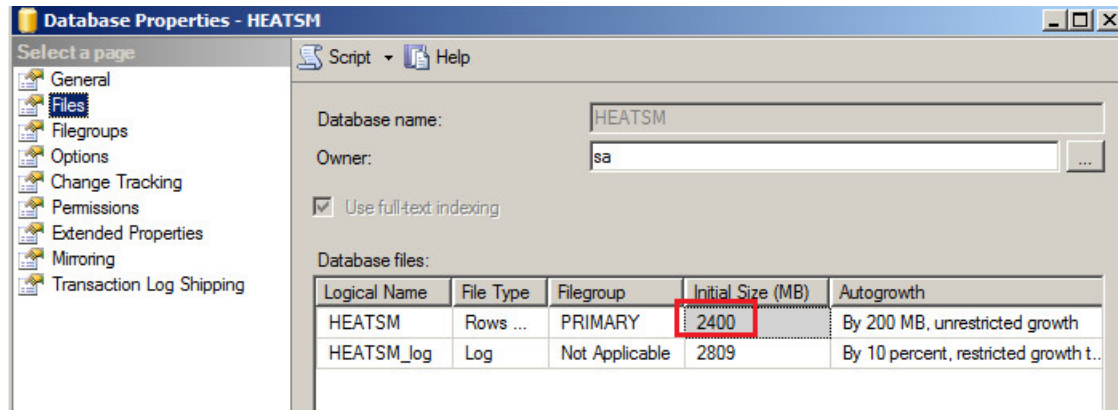 Database Properties - HEATSM
Select a page
General
Files
Filegroups
Options
Change Tracking
Permissions
Extended Properties
Mirroring
Transaction Log Shipping
Script Help
Database name: HEATSM
Owner: sa ...
Use full-text indexing
Database files:
Logical Name File Type Filegroup Initial Size (MB) Autogrowth
HEATSM Rows ... PRIMARY 2400 By 200 MB, unrestricted growth
HEATSM_log Log Not Applicable 2809 By 10 percent, restricted growth t...